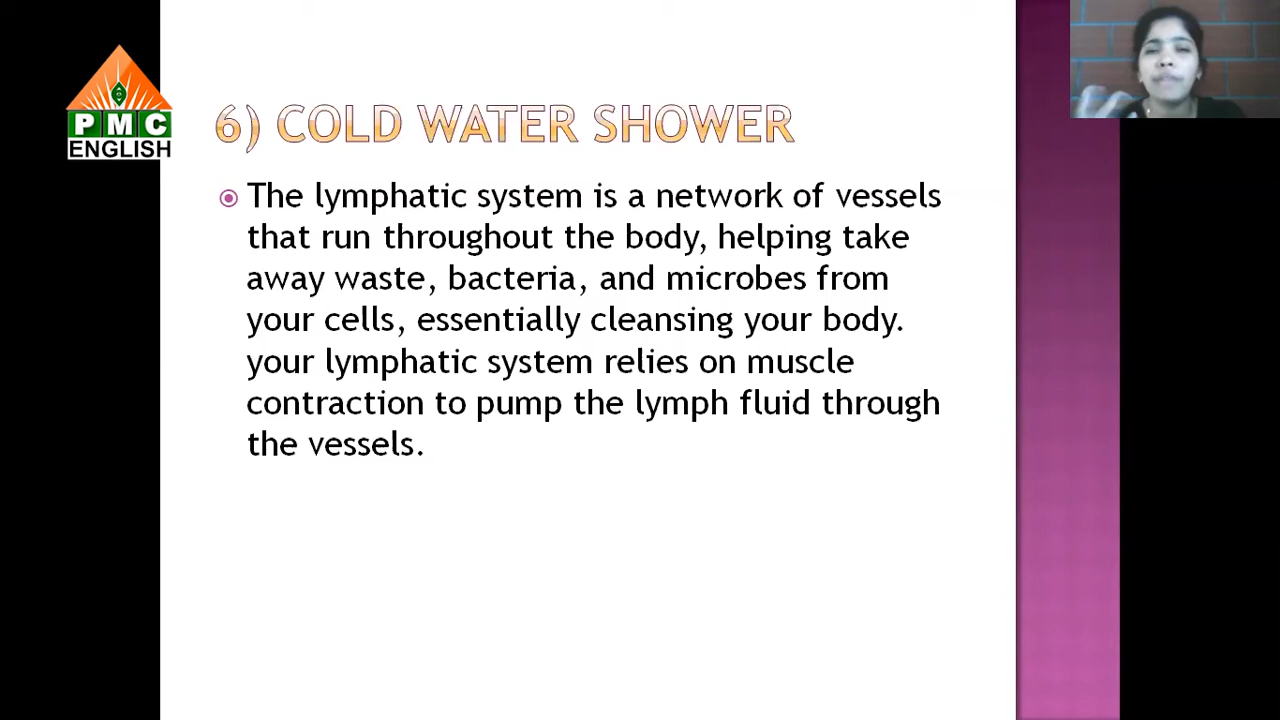 PMC
ENGLISH
6) COLD WATER SHOWER
The lymphatic system is a network of vessels
that run throughout the body, helping take
away waste, bacteria, and microbes from
your cells, essentially cleansing your body.
your lymphatic system relies on muscle
contraction to pump the lymph fluid through
the vessels.